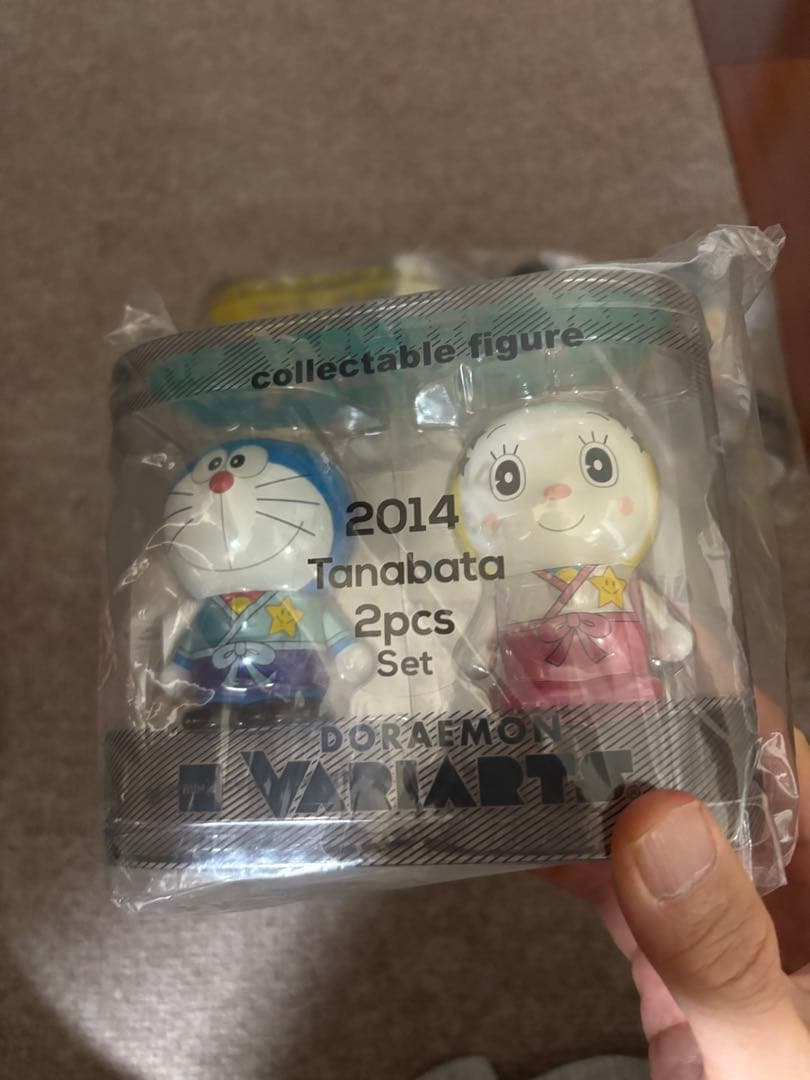 collectable figure
2014
Tanabata
2pcs
Set
DORAEMON
VARIARTS